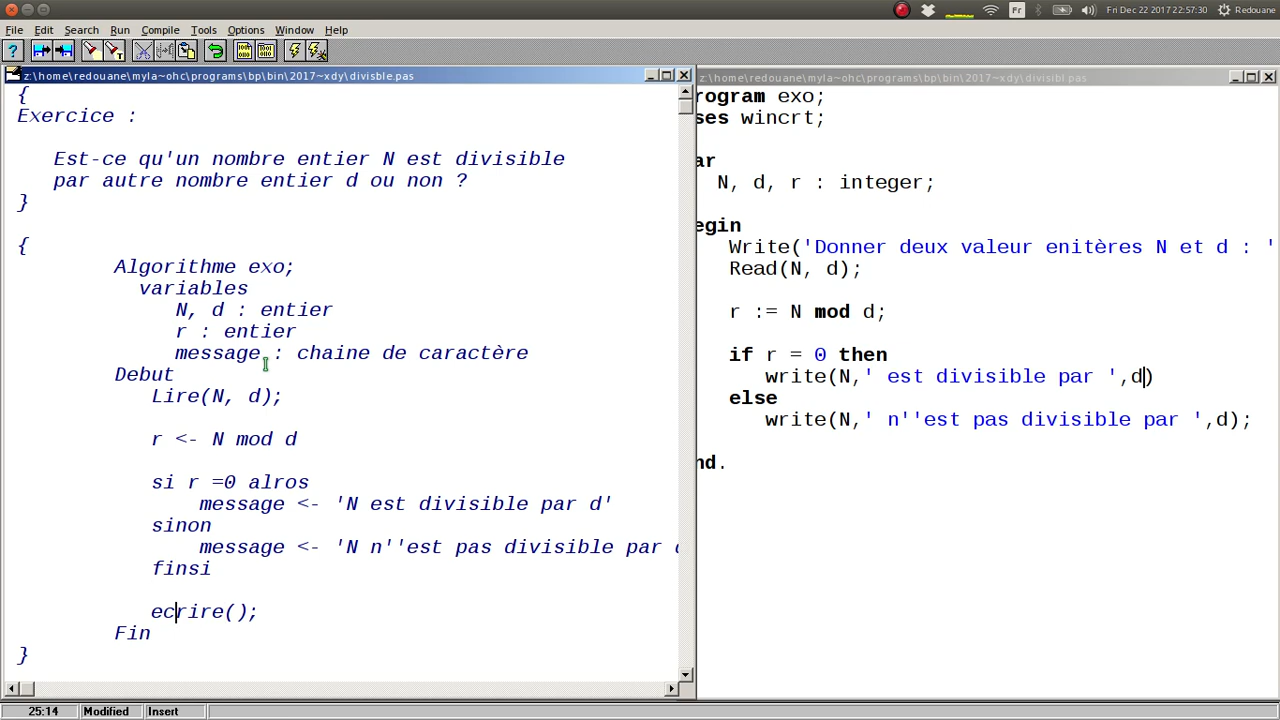 Fr
Fri Dec 22 2017 22:57:30
Redouane
File Edit Search Run Compile Tools Options Window Help
z:\home\redouane\myla~ohc\programs\bp\bin\2017~xdy\divisble.pas
{
Exercice :
Est-ce qu'un nombre entier N est divisible
par autre nombre entier d ou non ?
}
{
Algorithme exo;
variables
N, d : entier
r : entier
message : chaine de caractère
Debut
Lire(N, d);
r <- N mod d
si r =0 alros
message <- 'N est divisible par d'
sinon
message <- 'N n''est pas divisible par
finsi
ecrire();
Fin
}
25:14 Modified Insert
z:\home\redouane\myla~ohc\programs\bp\bin\2017~xdy\divisibl.pas
rogram exo;
ses wincrt;
ar
N, d, r : integer;
egin
Write('Donner deux valeur enitères N et d : '
Read(N, d);
r := N mod d;
if r = 0 then
write(N,' est divisible par ',d)
else
write(N,' n''est pas divisible par ',d);
nd.